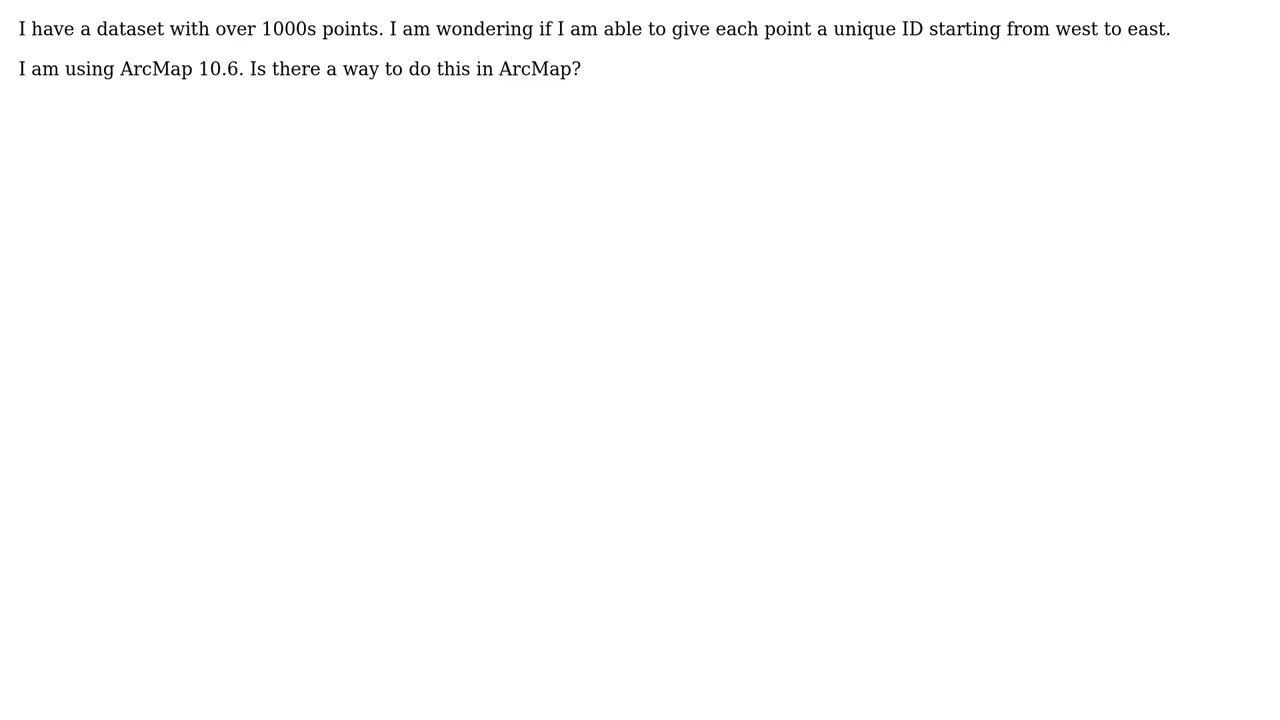 I have a dataset with over 1000s points. I am wondering if I am able to give each point a unique ID starting from west to east.
I am using ArcMap 10.6. Is there a way to do this in ArcMap?